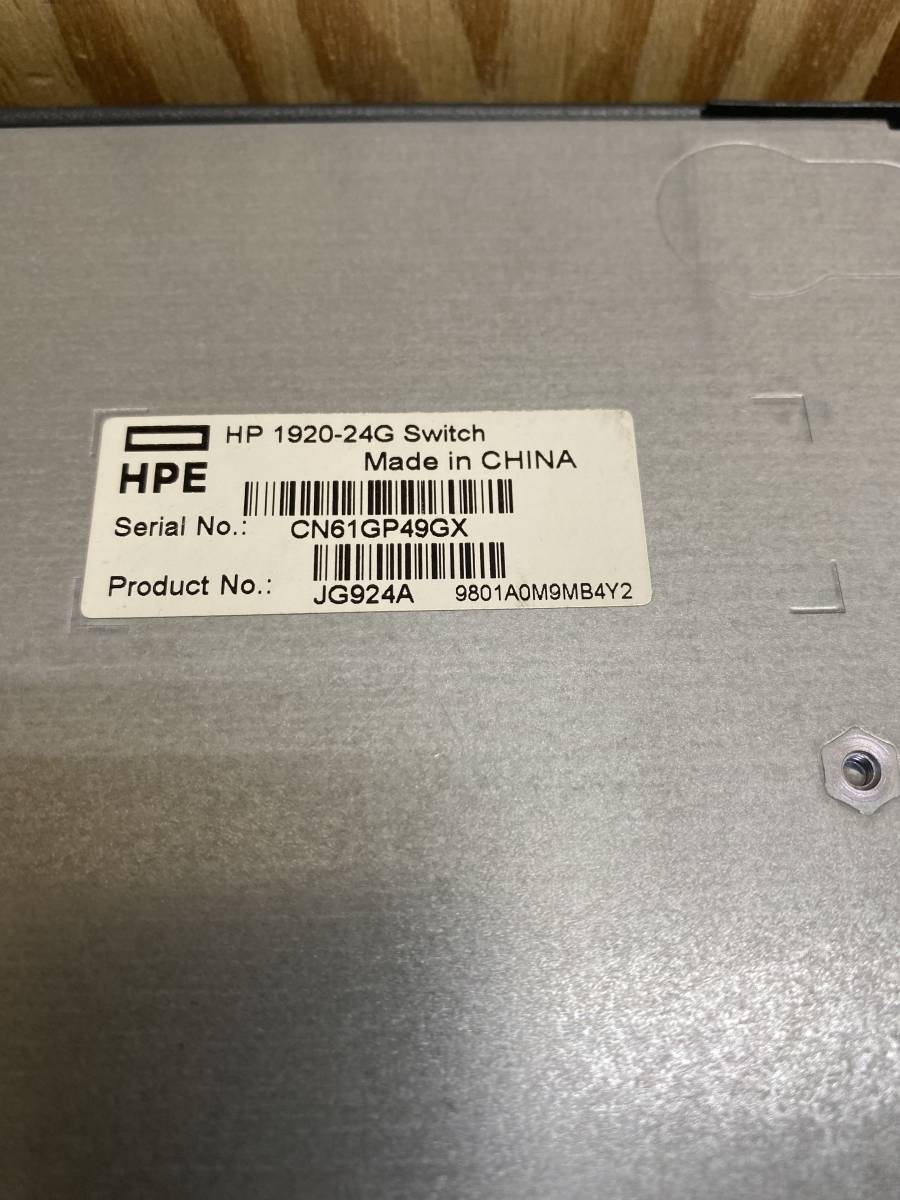 HP 1920-24G Switch
Made in CHINA
HPE
Serial No.: CN61GP49GX
Product No.: JG924A 9801A0M9MB4Y2